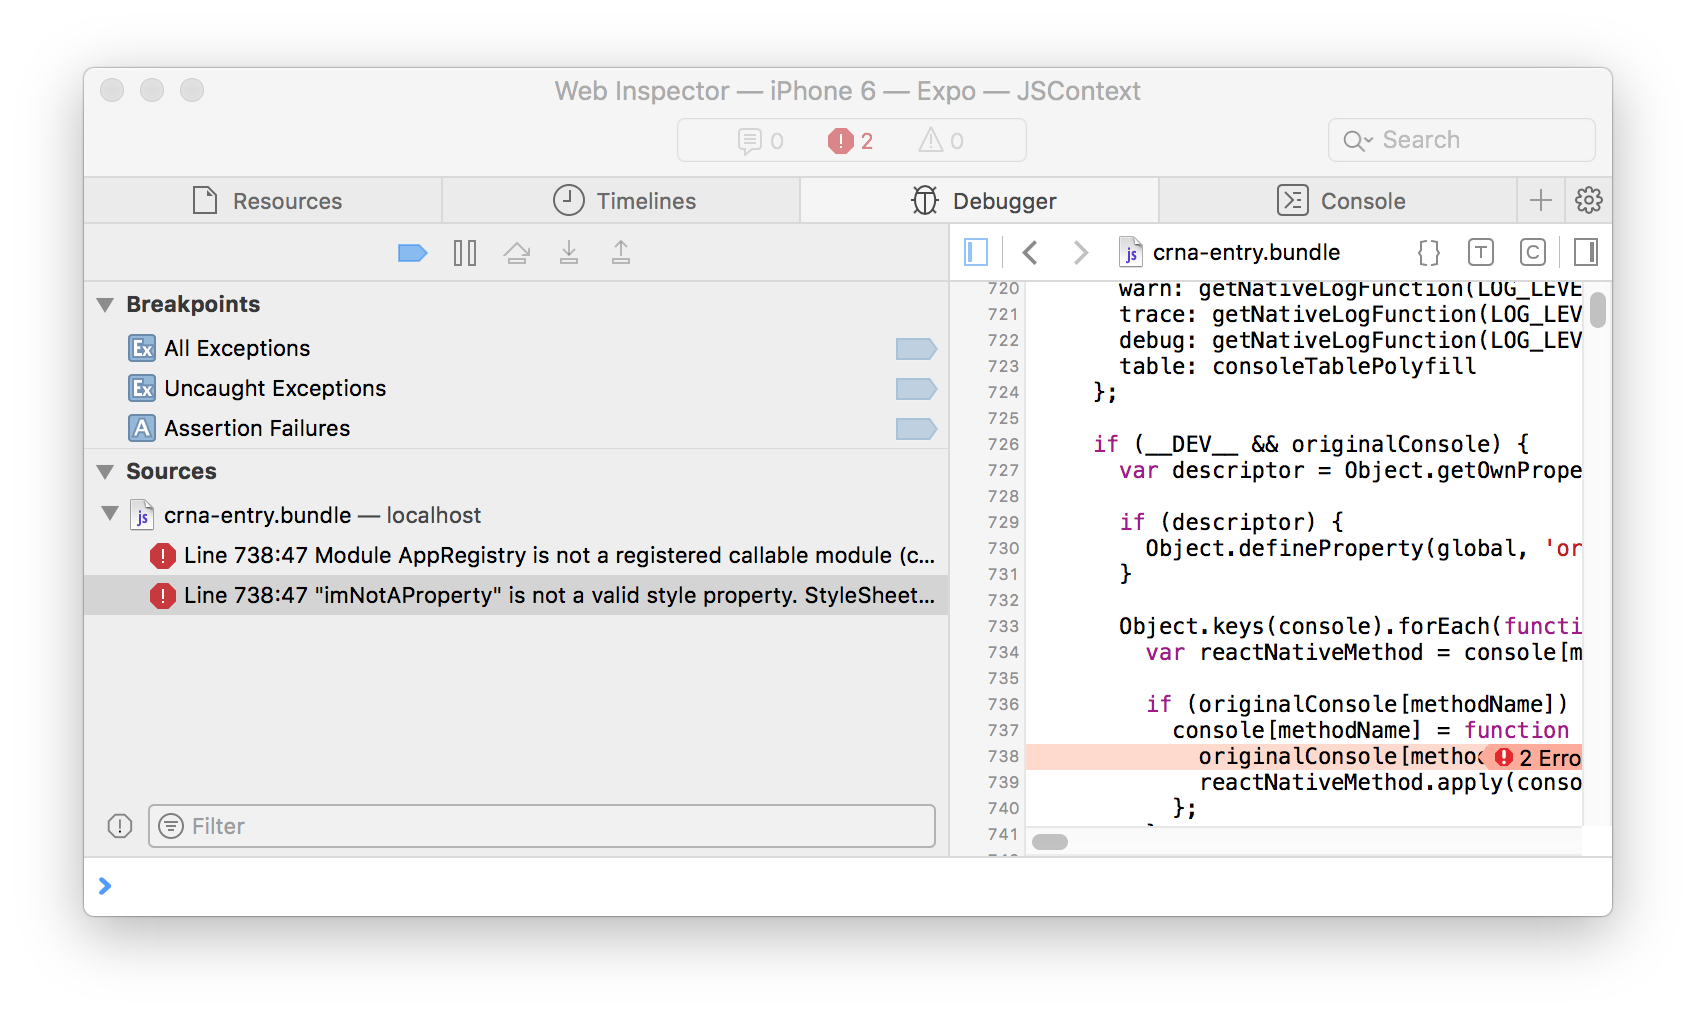 Web Inspector — iPhone 6 — Expo — JSContext
0 2 0
Search
Resources Timelines Debugger Console
crna-entry.bundle
Breakpoints
Ex All Exceptions
Ex Uncaught Exceptions
A Assertion Failures
Sources
js crna-entry.bundle — localhost
Line 738:47 Module AppRegistry is not a registered callable module (c...
Line 738:47 "imNotAProperty" is not a valid style property. StyleSheet...
Filter
js crna-entry.bundle {} T C
720 warn: getNativeLogFunction(LOG_LEVE
721 trace: getNativeLogFunction(LOG_LEV
722 debug: getNativeLogFunction(LOG_LEV
723 table: consoleTablePolyfill
724 };
725
726 if (__DEV__ && originalConsole) {
727 var descriptor = Object.getOwnPrope
728
729 if (descriptor) {
730 Object.defineProperty(global, 'or
731 }
732
733 Object.keys(console).forEach(functi
734 var reactNativeMethod = console[m
735
736 if (originalConsole[methodName])
737 console[methodName] = function
738 originalConsole[method 2 Erro
739 reactNativeMethod.apply(conso
740 };
741